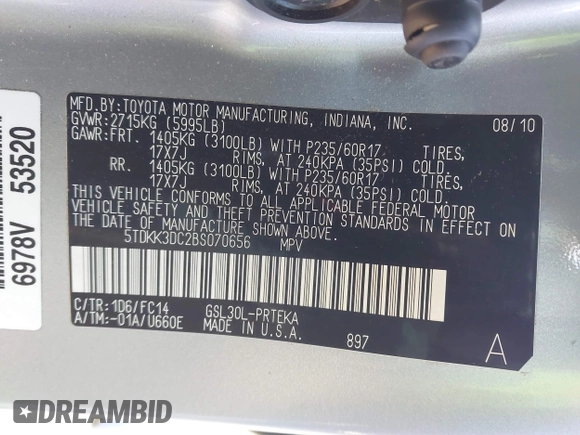 MFD. BY:TOYOTA MOTOR MANUFACTURING, INDIANA, INC. 08/10
GVWR:2715KG (5995LB)
GAWR:FRT. 1405KG (3100LB) WITH P235/60R17. TIRES,
17X7J RIMS, AT 240KPA (35PSI) COLD.
RR. 1405KG (3100LB) WITH P235/60R17. TIRES,
17X7J RIMS, AT 240KPA (35PSI) COLD.
THIS VEHICLE CONFORMS TO ALL APPLICABLE FEDERAL MOTOR
VEHICLE SAFETY AND THEFT PREVENTION STANDARDS IN EFFECT ON
THE DATE OF MANUFACTURE SHOWN ABOVE.
5TDKK3DC2BS070656 MPV
C/TR:1D6/FC14 GSL30L-PRTEKA
A/TM:-01A/U660E MADE IN U.S.A. 897 A
6978V 53520
DREAMBID